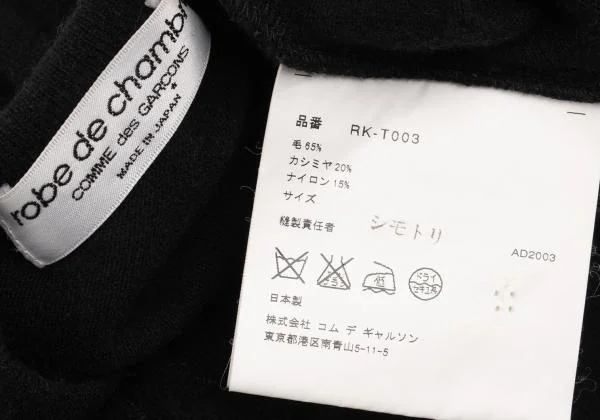 robe de chamb
COMME des GARCONS
MADE IN JAPAN *
品番 RK-T003
毛 65%
カシミヤ 20%
ナイロン 15%
サイズ
縫製責任者 シモトリ
AD2003
低
ドライ
日本製
株式会社 コム デ ギャルソン
東京都港区南青山5-11-5